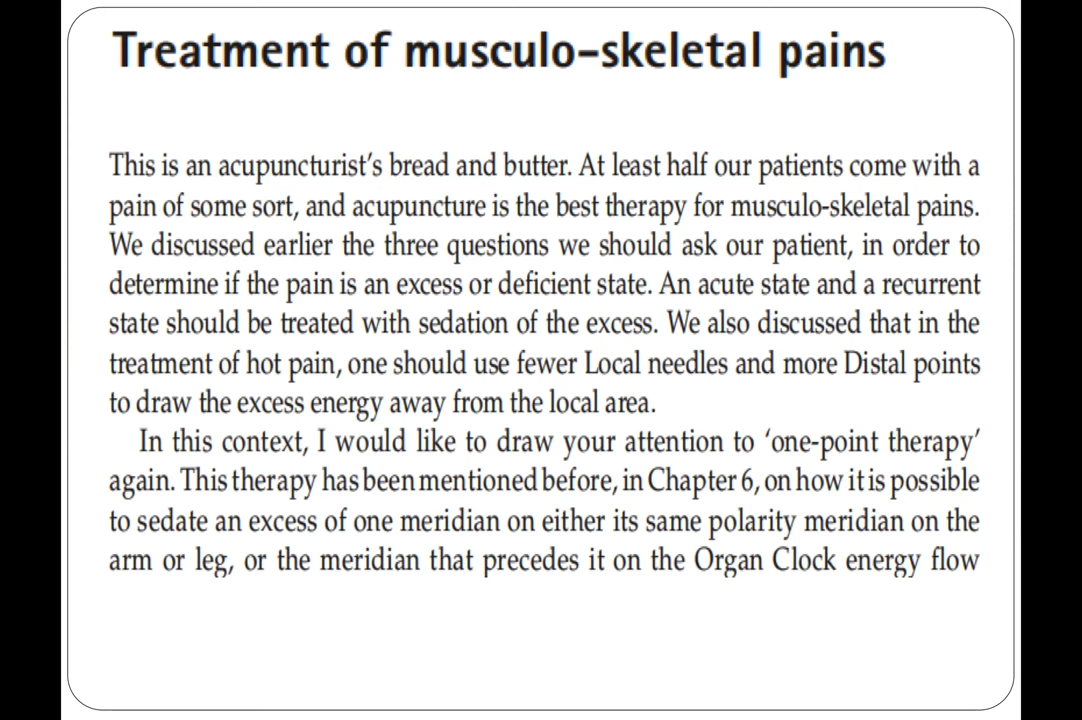 Treatment of musculo-skeletal pains
This is an acupuncturist's bread and butter. At least half our patients come with a
pain of some sort, and acupuncture is the best therapy for musculo-skeletal pains.
We discussed earlier the three questions we should ask our patient, in order to
determine if the pain is an excess or deficient state. An acute state and a recurrent
state should be treated with sedation of the excess. We also discussed that in the
treatment of hot pain, one should use fewer Local needles and more Distal points
to draw the excess energy away from the local area.
In this context, I would like to draw your attention to 'one-point therapy'
again. This therapy has been mentioned before, in Chapter 6, on how it is possible
to sedate an excess of one meridian on either its same polarity meridian on the
arm or leg, or the meridian that precedes it on the Organ Clock energy flow